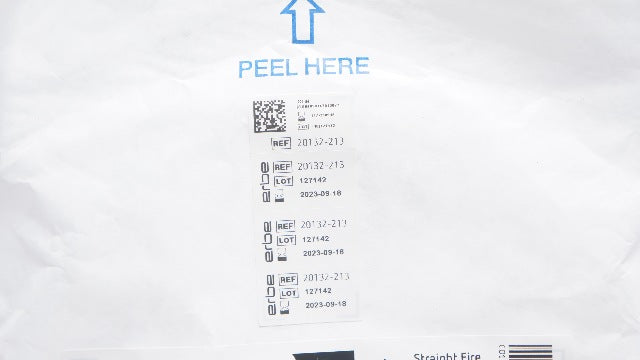 PEEL HERE
REF 20132-213
erbe
REF 20132-213
LOT 127142
2023-09-18
erbe
REF 20132-213
LOT 127142
2023-09-18
erbe
REF 20132-213
LOT 127142
2023-09-18
Straight Fire